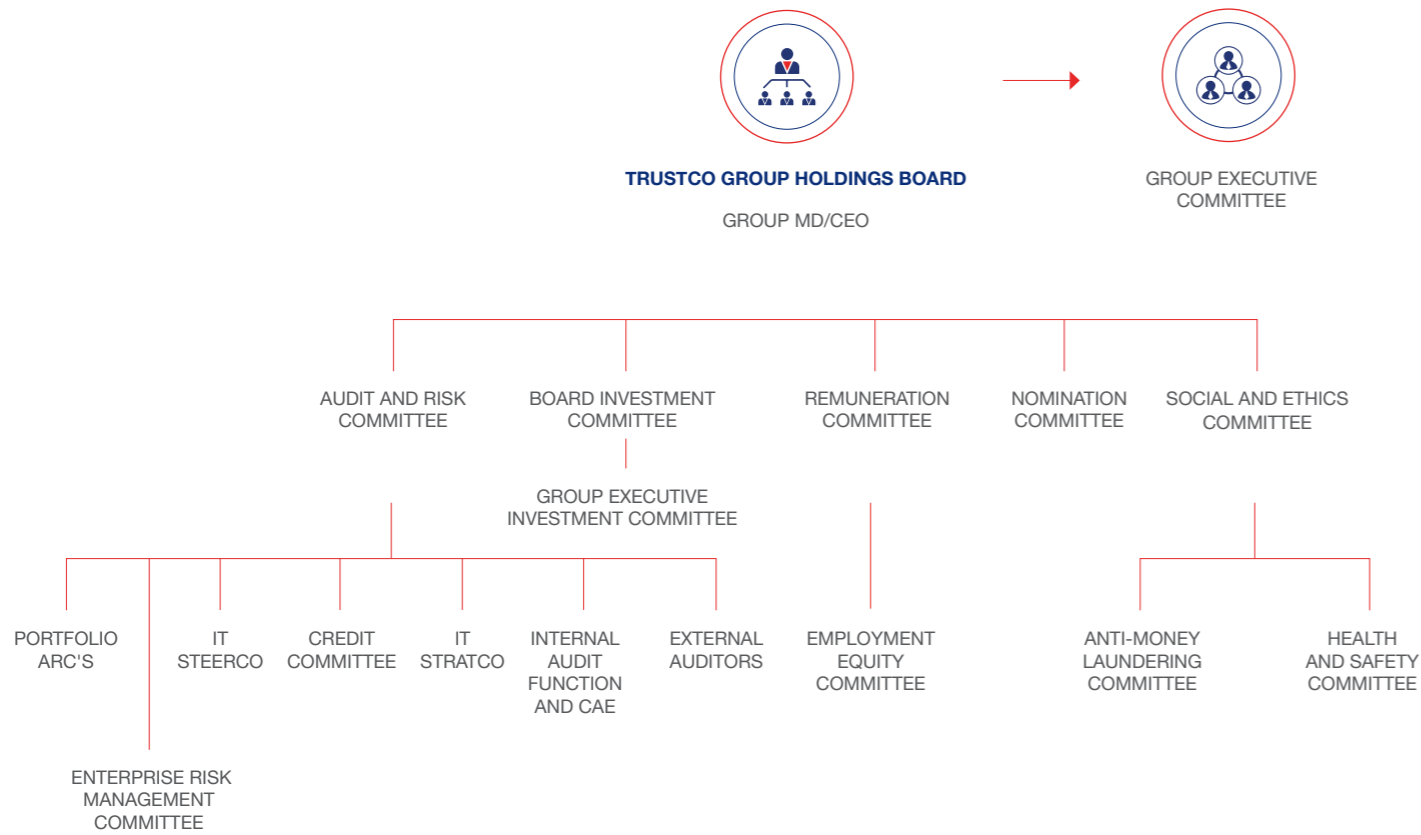 TRUSTCO GROUP HOLDINGS BOARD
GROUP MD/CEO
GROUP EXECUTIVE
COMMITTEE
AUDIT AND RISK
COMMITTEE
BOARD INVESTMENT
COMMITTEE
REMUNERATION
COMMITTEE
NOMINATION
COMMITTEE
SOCIAL AND ETHICS
COMMITTEE
GROUP EXECUTIVE
INVESTMENT COMMITTEE
PORTFOLIO
ARC'S
IT
STEERCO
CREDIT
COMMITTEE
IT
STRATCO
INTERNAL
AUDIT
FUNCTION
AND CAE
EXTERNAL
AUDITORS
EMPLOYMENT
EQUITY
COMMITTEE
ANTI-MONEY
LAUNDERING
COMMITTEE
HEALTH
AND SAFETY
COMMITTEE
ENTERPRISE RISK
MANAGEMENT
COMMITTEE